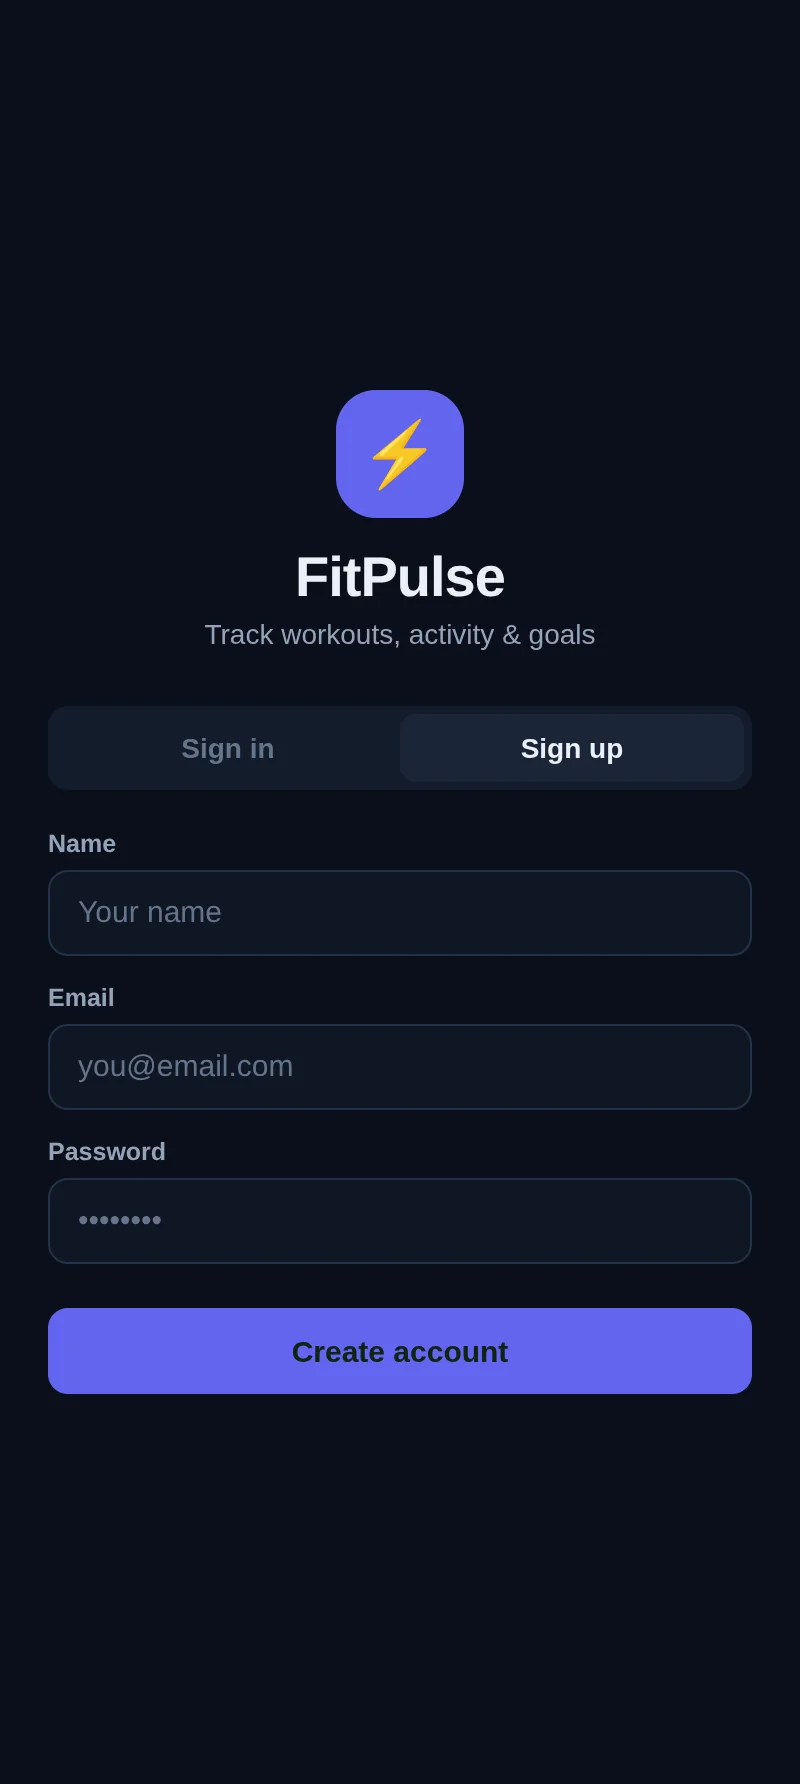 FitPulse
Track workouts, activity & goals
Sign in
Sign up
Name
Your name
Email
you@email.com
Password
••••••••
Create account